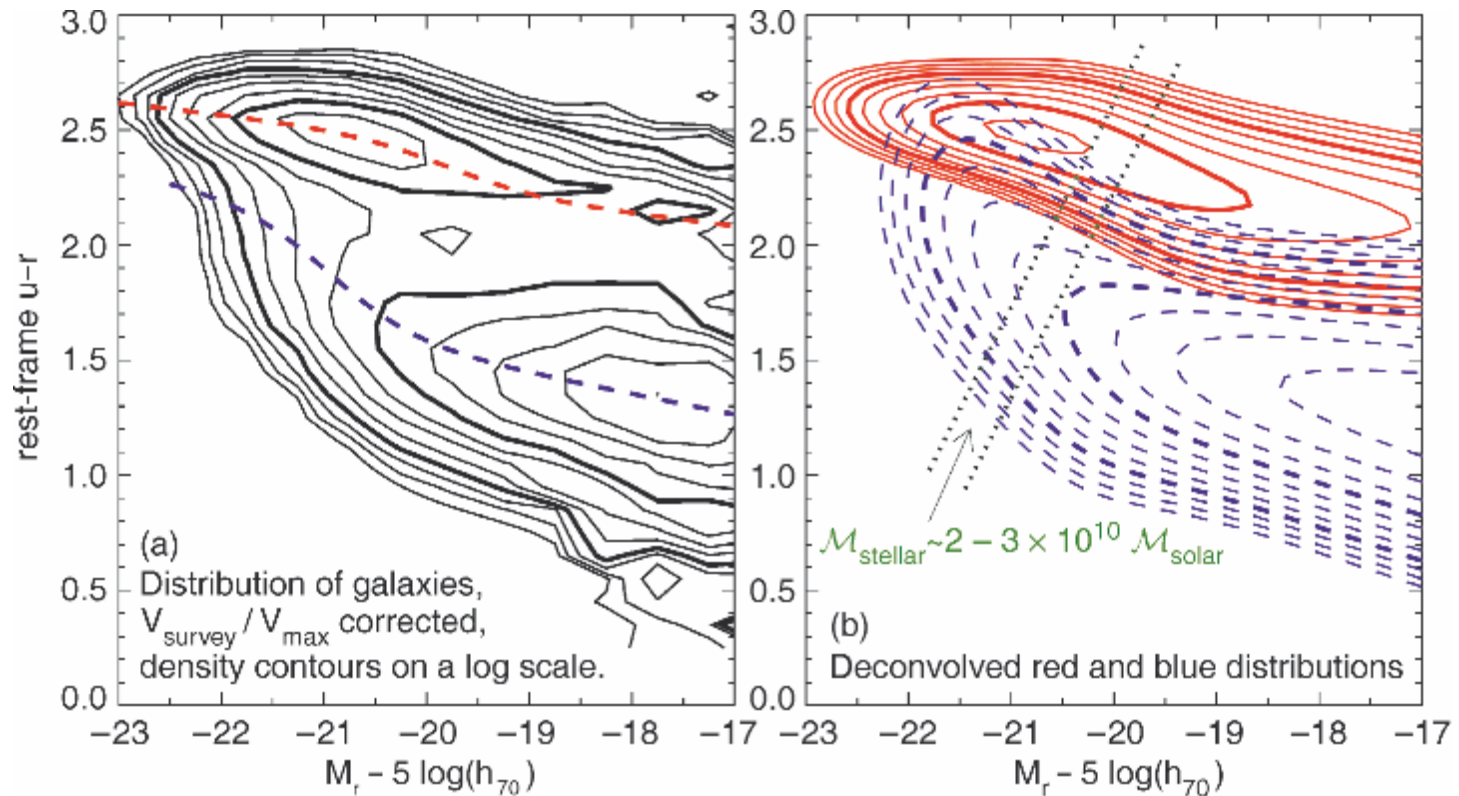 3.0
2.5
2.0
1.5
1.0
0.5
0.0
rest-frame u-r
(a)
Distribution of galaxies,
V_survey / V_max corrected,
density contours on a log scale.
−23 −22 −21 −20 −19 −18 −17
M_r − 5 log(h_70)
3.0
2.5
2.0
1.5
1.0
0.5
0.0
ℳ_stellar~2 − 3 × 10^10 ℳ_solar
(b)
Deconvolved red and blue distributions
−22 −21 −20 −19 −18 −17
M_r − 5 log(h_70)